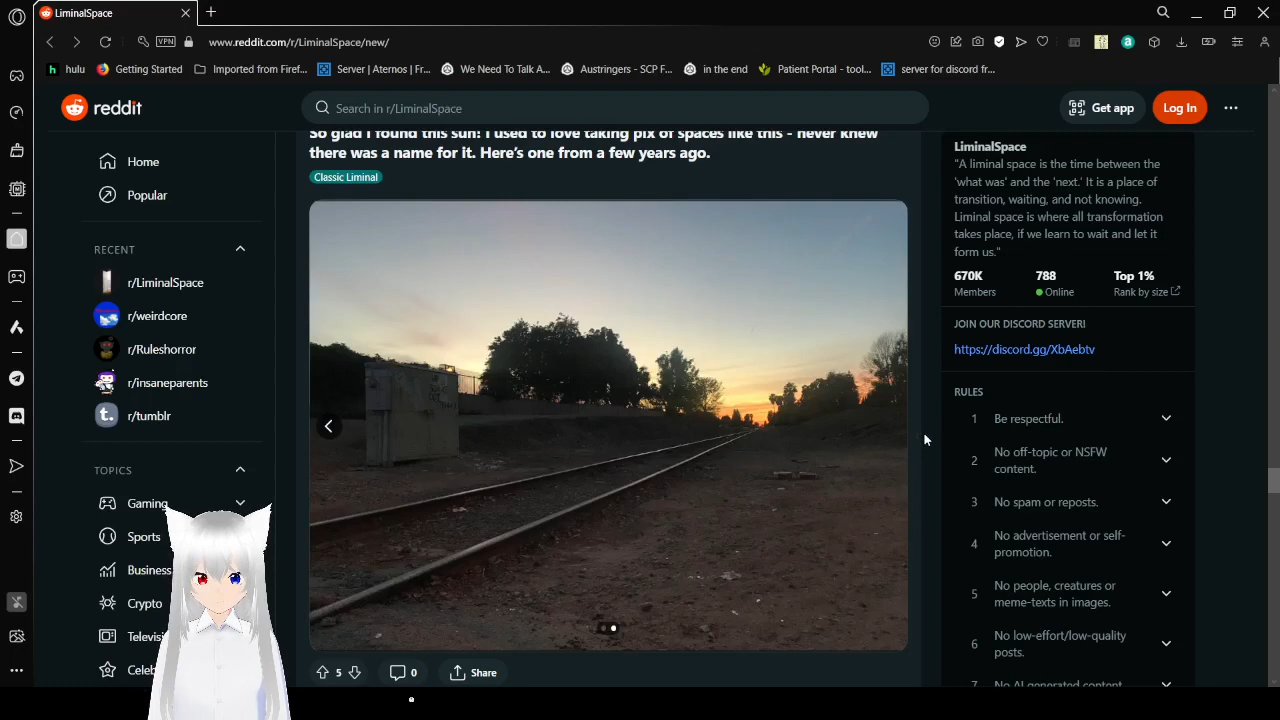 LiminalSpace
VPN
www.reddit.com/r/LiminalSpace/new/
hulu
Getting Started
Imported from Firef...
Server | Aternos | Fr...
We Need To Talk A...
Austringers - SCP F...
in the end
Patient Portal - tool...
server for discord fr...
reddit
Search in r/LiminalSpace
Get app
Log In
Home
Popular
RECENT
r/LiminalSpace
r/weirdcore
r/Ruleshorror
r/insaneparents
r/tumblr
TOPICS
Gaming
Sports
Business
Crypto
Televisi
Celeb
So glad I found this sub! I used to love taking pix of spaces like this - never knew
there was a name for it. Here's one from a few years ago.
Classic Liminal
5
0
Share
LiminalSpace
"A liminal space is the time between the
'what was' and the 'next.' It is a place of
transition, waiting, and not knowing.
Liminal space is where all transformation
takes place, if we learn to wait and let it
form us."
670K
Members
788
Online
Top 1%
Rank by size
JOIN OUR DISCORD SERVER!
https://discord.gg/XbAebtv
RULES
1 Be respectful.
2 No off-topic or NSFW
content.
3 No spam or reposts.
4 No advertisement or self-
promotion.
5 No people, creatures or
meme-texts in images.
6 No low-effort/low-quality
posts.
7 No AI generated content